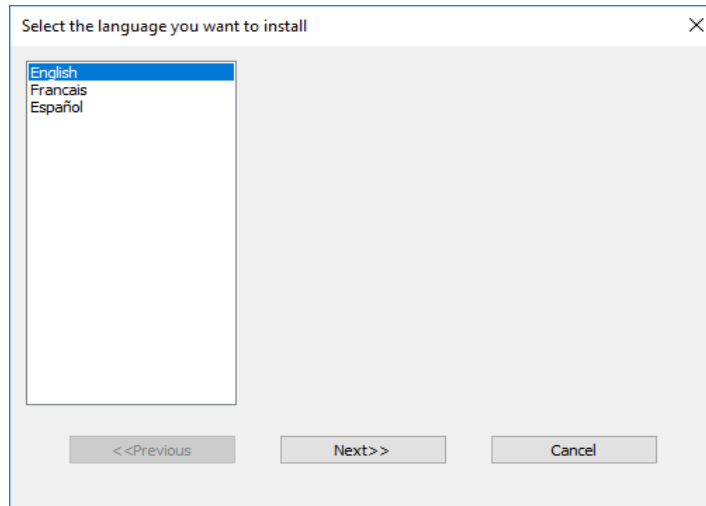 Select the language you want to install
English
Francais
Español
<<Previous
Next>>
Cancel